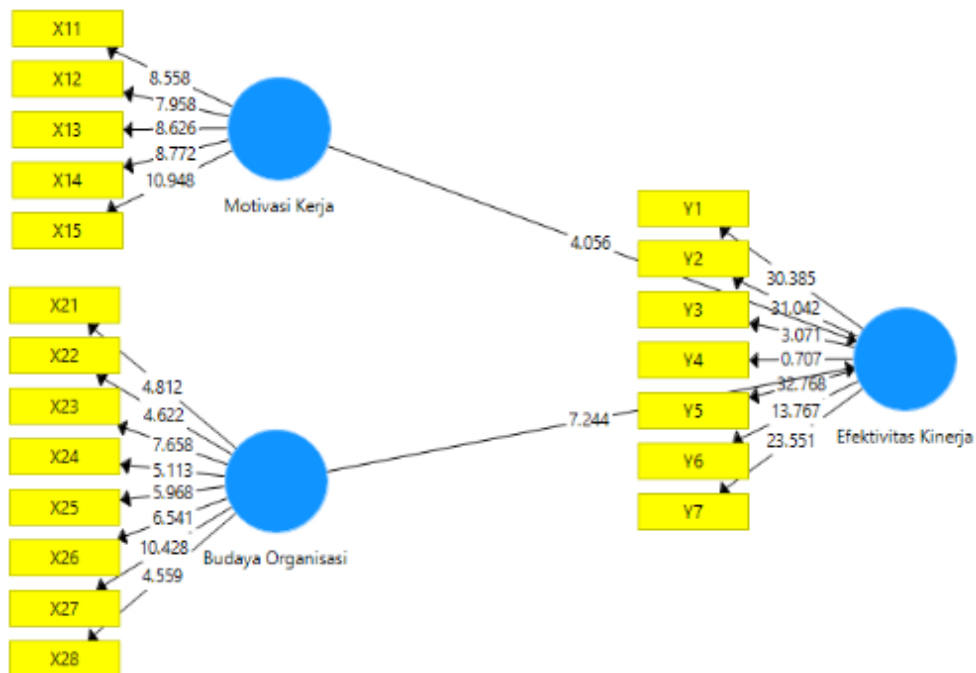 X11
X12
X13
X14
X15
8.558
7.958
8.626
8.772
10.948
Motivasi Kerja
X21
X22
X23
X24
X25
X26
X27
X28
4.812
4.622
7.658
5.113
5.968
6.541
10.428
4.559
Budaya Organisasi
4.056
7.244
Y1
Y2
Y3
Y4
Y5
Y6
Y7
30.385
31.042
3.071
0.707
32.768
13.767
23.551
Efektivitas Kinerja